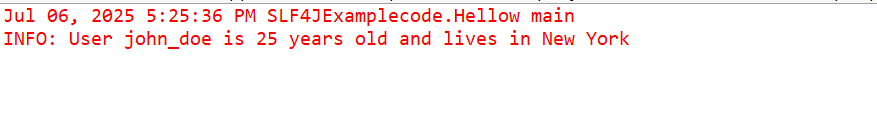 Jul 06, 2025 5:25:36 PM SLF4JExamplecode.Hellow main
INFO: User john_doe is 25 years old and lives in New York